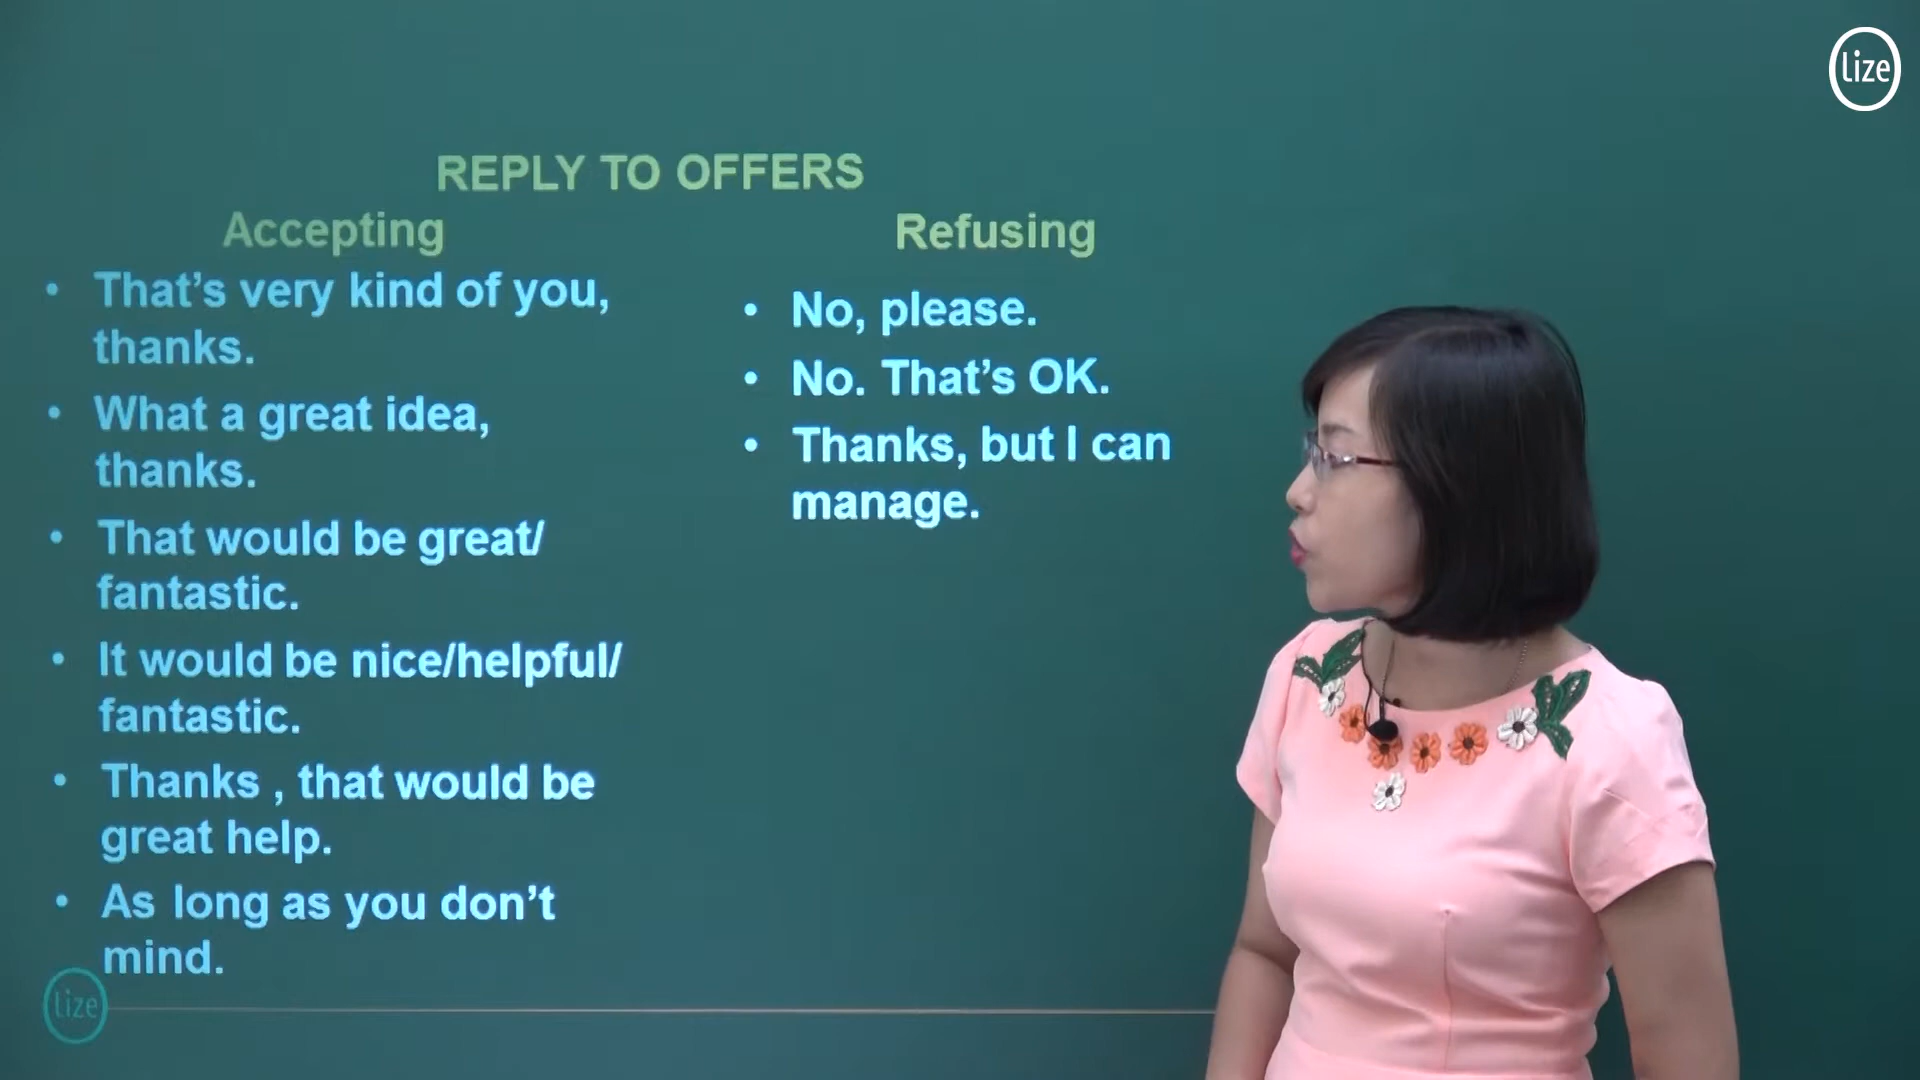 Lize
REPLY TO OFFERS
Accepting
That's very kind of you,
thanks.
What a great idea,
thanks.
That would be great/
fantastic.
It would be nice/helpful/
fantastic.
Thanks , that would be
great help.
As long as you don't
mind.
Refusing
No, please.
No. That's OK.
Thanks, but I can
manage.
Lize